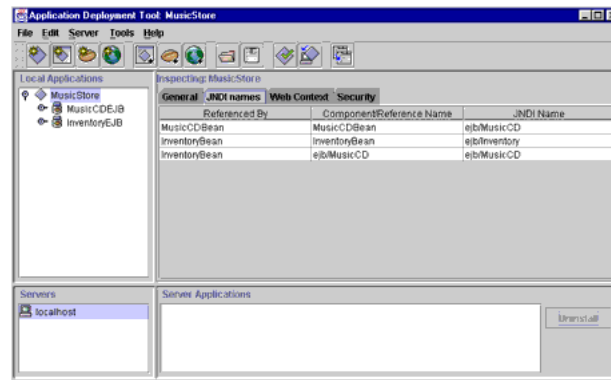 Application Deployment Tool: MusicStore
File Edit Server Tools Help
Local Applications
MusicStore
MusicCDEJB
InventoryEJB
Inspecting: MusicStore
General JNDI names Web Context Security
Referenced By Component/Reference Name JNDI Name
MusicCDBean MusicCDBean ejb/MusicCD
InventoryBean InventoryBean ejb/Inventory
InventoryBean ejb/MusicCD ejb/MusicCD
Servers
localhost
Server Applications
Uninstall